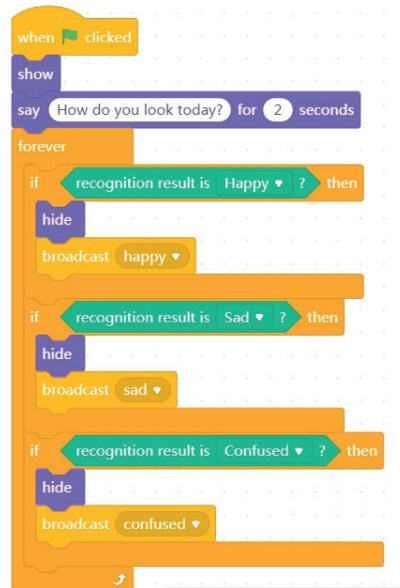 when clicked
show
say How do you look today? for 2 seconds
forever
if recognition result is Happy ? then
hide
broadcast happy
if recognition result is Sad ? then
hide
broadcast sad
if recognition result is Confused ? then
hide
broadcast confused